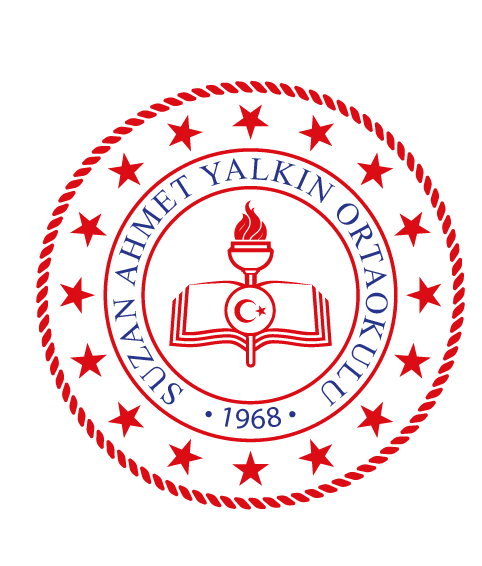 SUZAN AHMET YALKIN ORTAOKULU
• 1968 •